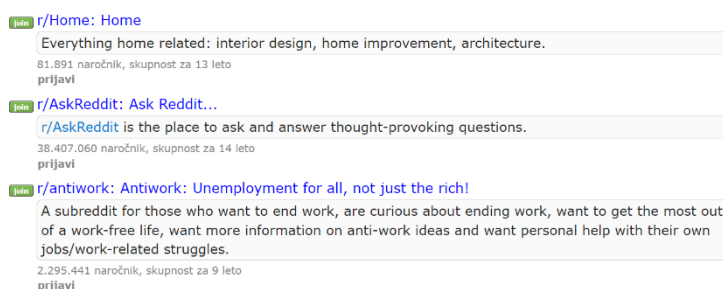 join r/Home: Home
Everything home related: interior design, home improvement, architecture.
81.891 naročnik, skupnost za 13 leto
prijavi
join r/AskReddit: Ask Reddit...
r/AskReddit is the place to ask and answer thought-provoking questions.
38.407.060 naročnik, skupnost za 14 leto
prijavi
join r/antiwork: Antiwork: Unemployment for all, not just the rich!
A subreddit for those who want to end work, are curious about ending work, want to get the most out
of a work-free life, want more information on anti-work ideas and want personal help with their own
jobs/work-related struggles.
2.295.441 naročnik, skupnost za 9 leto
prijavi